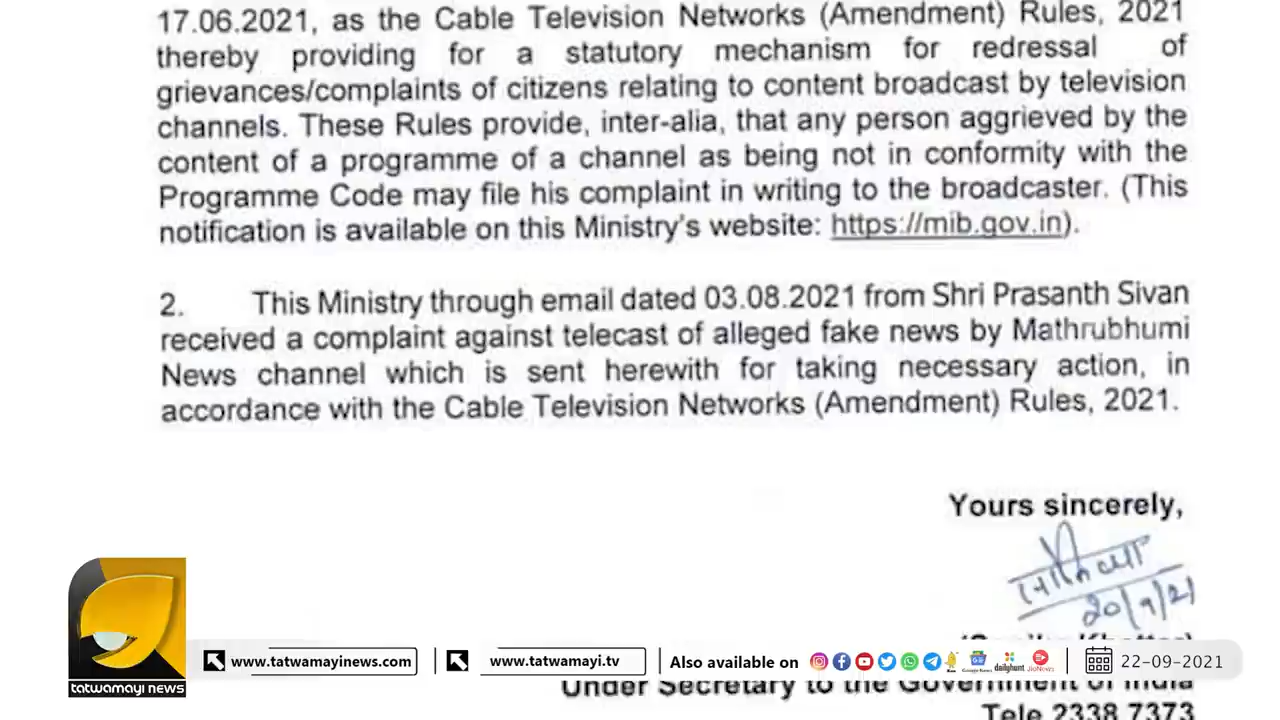 17.06.2021, as the Cable Television Networks (Amendment) Rules, 2021
thereby providing for a statutory mechanism for redressal of
grievances/complaints of citizens relating to content broadcast by television
channels. These Rules provide, inter-alia, that any person aggrieved by the
content of a programme of a channel as being not in conformity with the
Programme Code may file his complaint in writing to the broadcaster. (This
notification is available on this Ministry's website: https://mib.gov.in).
2. This Ministry through email dated 03.08.2021 from Shri Prasanth Sivan
received a complaint against telecast of alleged fake news by Mathrubhumi
News channel which is sent herewith for taking necessary action, in
accordance with the Cable Television Networks (Amendment) Rules, 2021.
Yours sincerely,
20/9/21
Under Secretary to the Government of India
Tele 2338 7373
tatwamayi news
www.tatwamayinews.com
www.tatwamayi.tv
Also available on
Google News
dailyhunt
JioNews
22-09-2021